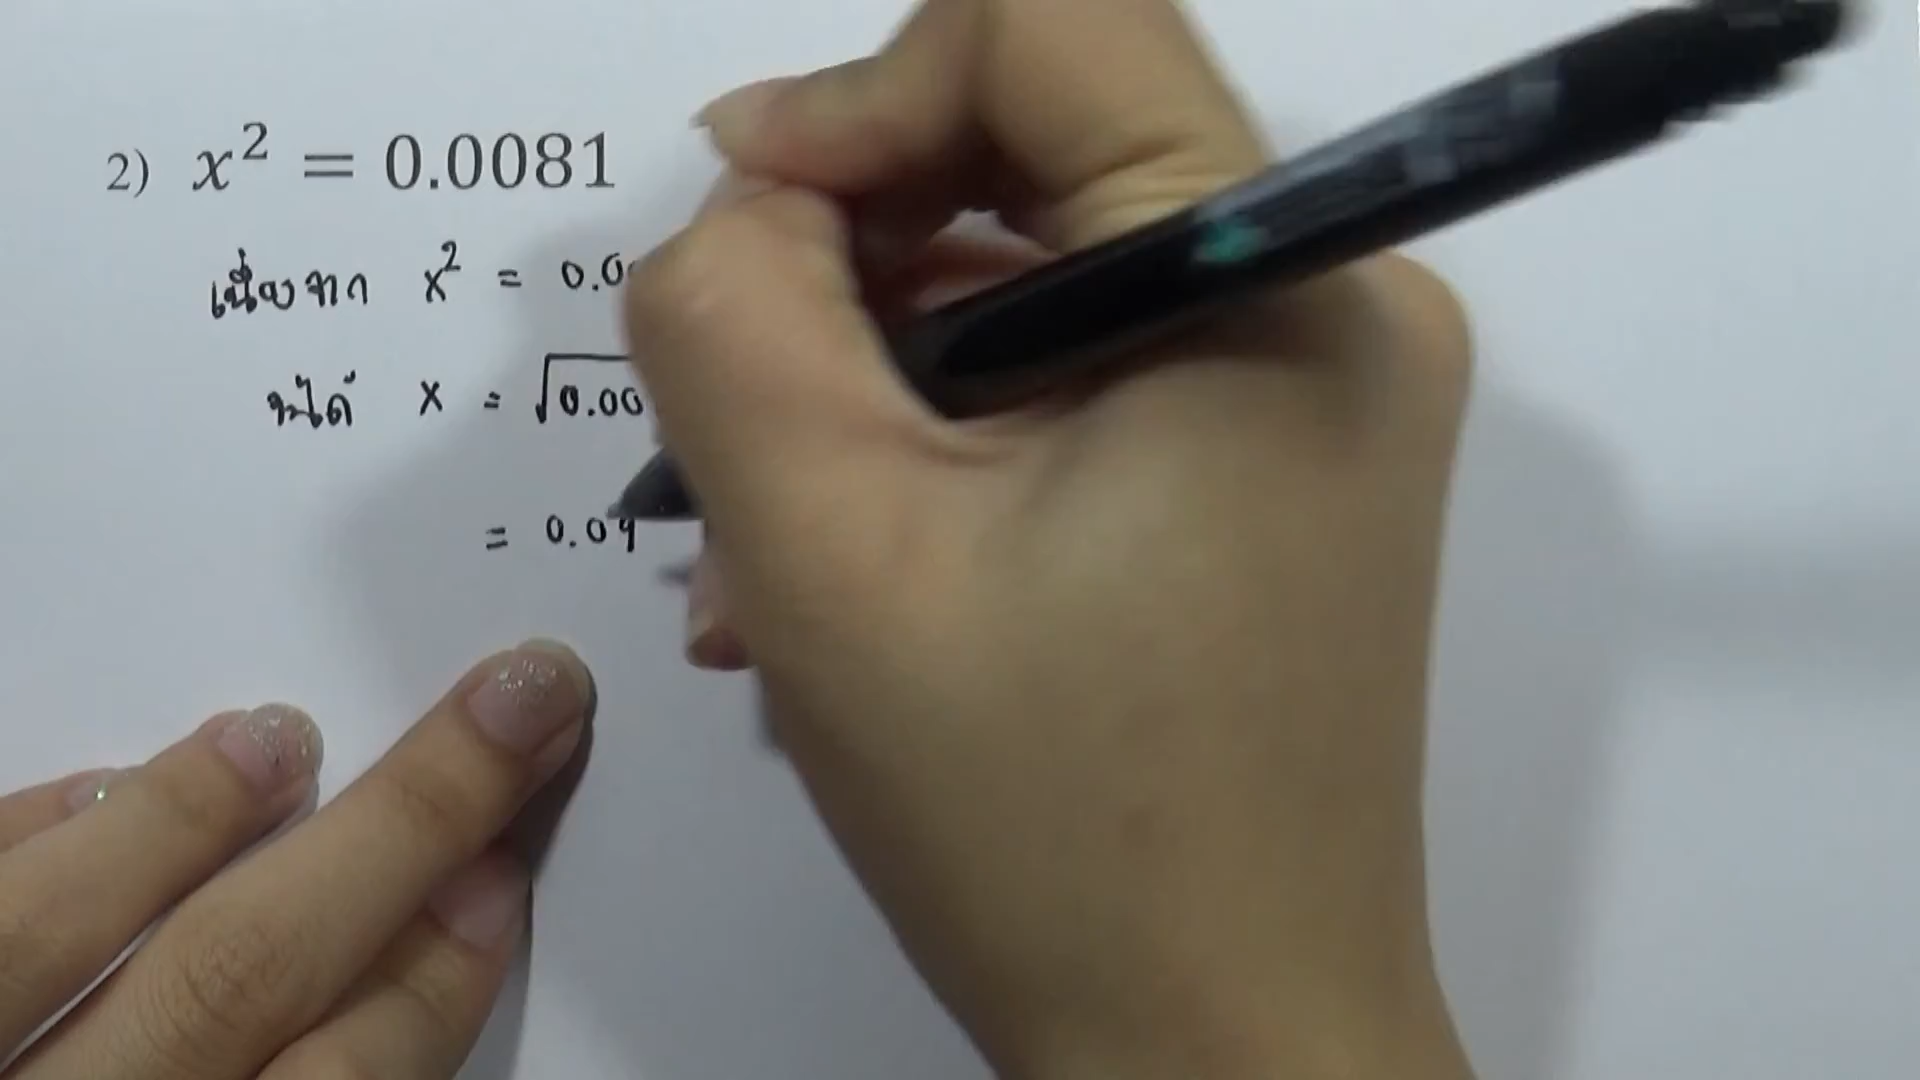 2) x² = 0.0081
เนื่องจาก x² = 0.0
จะได้ x = √0.00
= 0.09